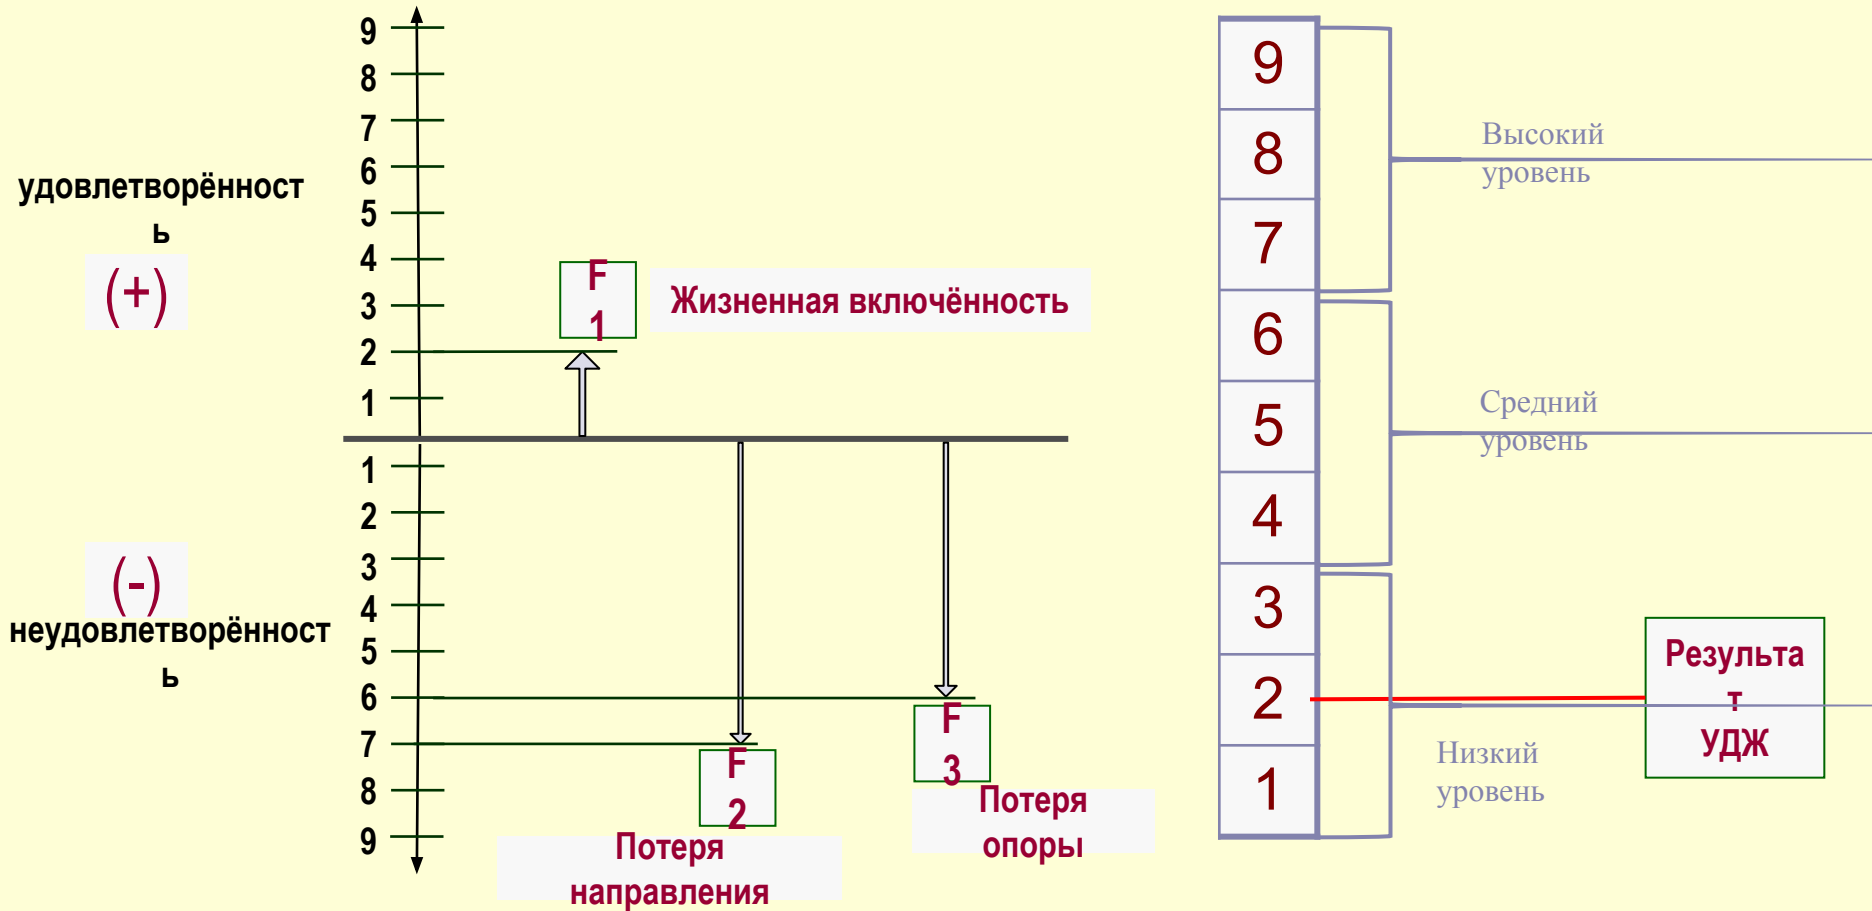 9
8
7
6
5
4
3
2
1
1
2
3
4
5
6
7
8
9
удовлетворённост
ь
(+)
(-)
неудовлетворённост
ь
F
1
Жизненная включённость
F
2
Потеря
направления
F
3
Потеря
опоры
9
8
7
6
5
4
3
2
1
Высокий
уровень
Средний
уровень
Низкий
уровень
Результа
т
УДЖ